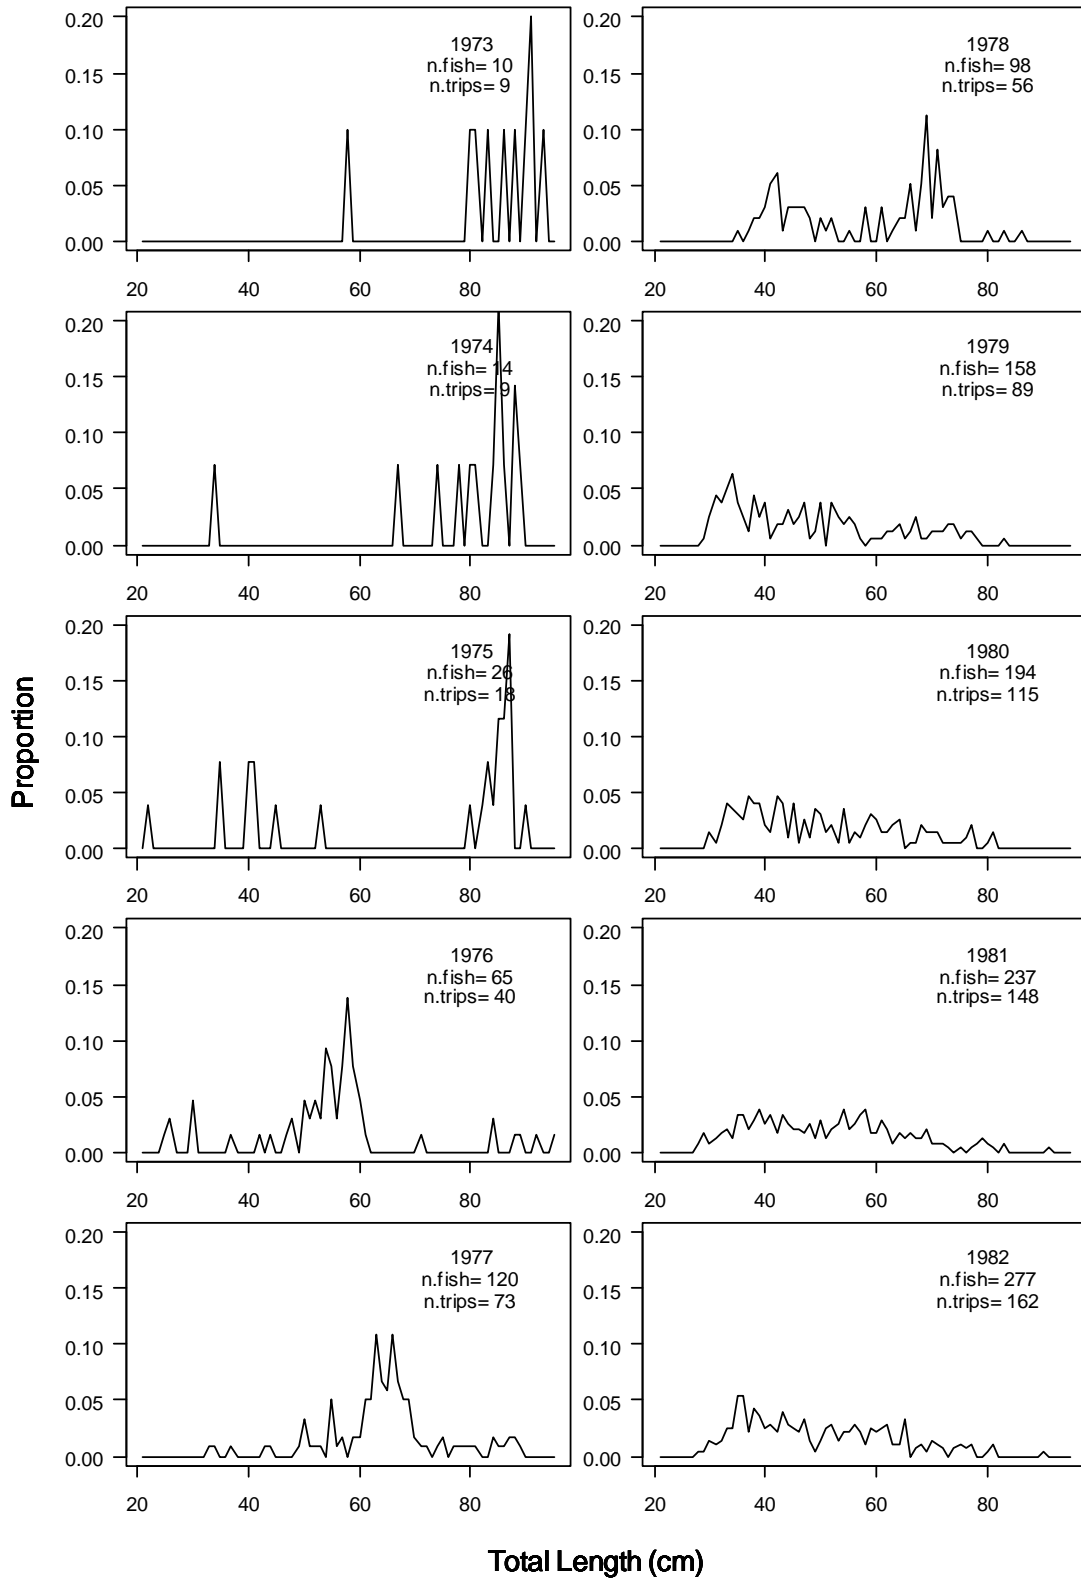 Proportion
0.20
0.15
0.10
0.05
0.00
1973
n.fish= 10
n.trips= 9
20 40 60 80
0.20
0.15
0.10
0.05
0.00
1978
n.fish= 98
n.trips= 56
20 40 60 80
0.20
0.15
0.10
0.05
0.00
1974
n.fish= 14
n.trips= 9
20 40 60 80
0.20
0.15
0.10
0.05
0.00
1979
n.fish= 158
n.trips= 89
20 40 60 80
0.20
0.15
0.10
0.05
0.00
1975
n.fish= 26
n.trips= 18
20 40 60 80
0.20
0.15
0.10
0.05
0.00
1980
n.fish= 194
n.trips= 115
20 40 60 80
0.20
0.15
0.10
0.05
0.00
1976
n.fish= 65
n.trips= 40
20 40 60 80
0.20
0.15
0.10
0.05
0.00
1981
n.fish= 237
n.trips= 148
20 40 60 80
0.20
0.15
0.10
0.05
0.00
1977
n.fish= 120
n.trips= 73
20 40 60 80
0.20
0.15
0.10
0.05
0.00
1982
n.fish= 277
n.trips= 162
20 40 60 80
Total Length (cm)